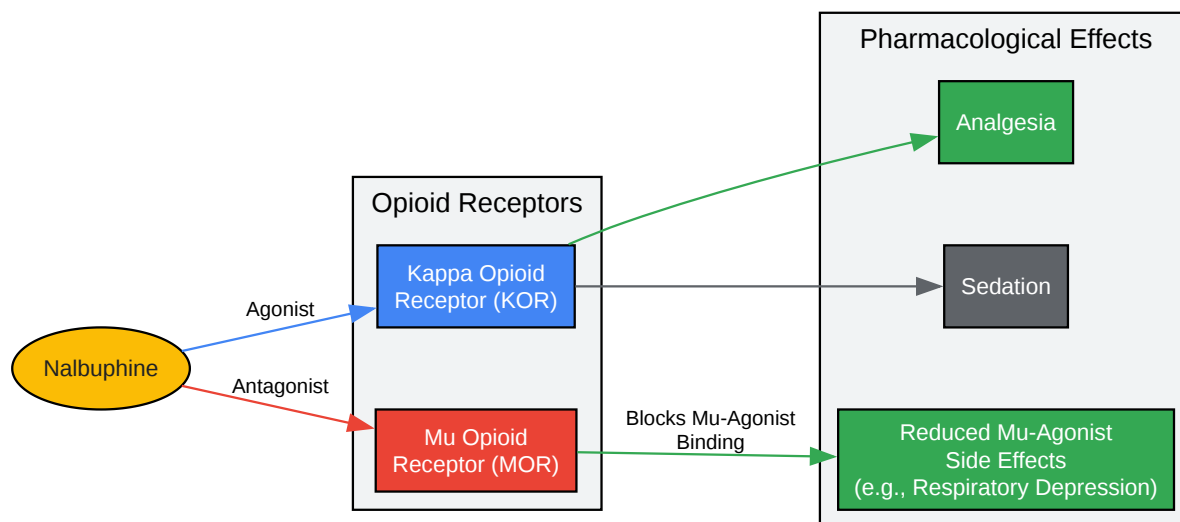 Pharmacological Effects
Analgesia
Opioid Receptors
Kappa Opioid
Receptor (KOR)
Sedation
Agonist
Nalbuphine
Antagonist
Mu Opioid
Receptor (MOR)
Blocks Mu-Agonist
Binding
Reduced Mu-Agonist
Side Effects
(e.g., Respiratory Depression)